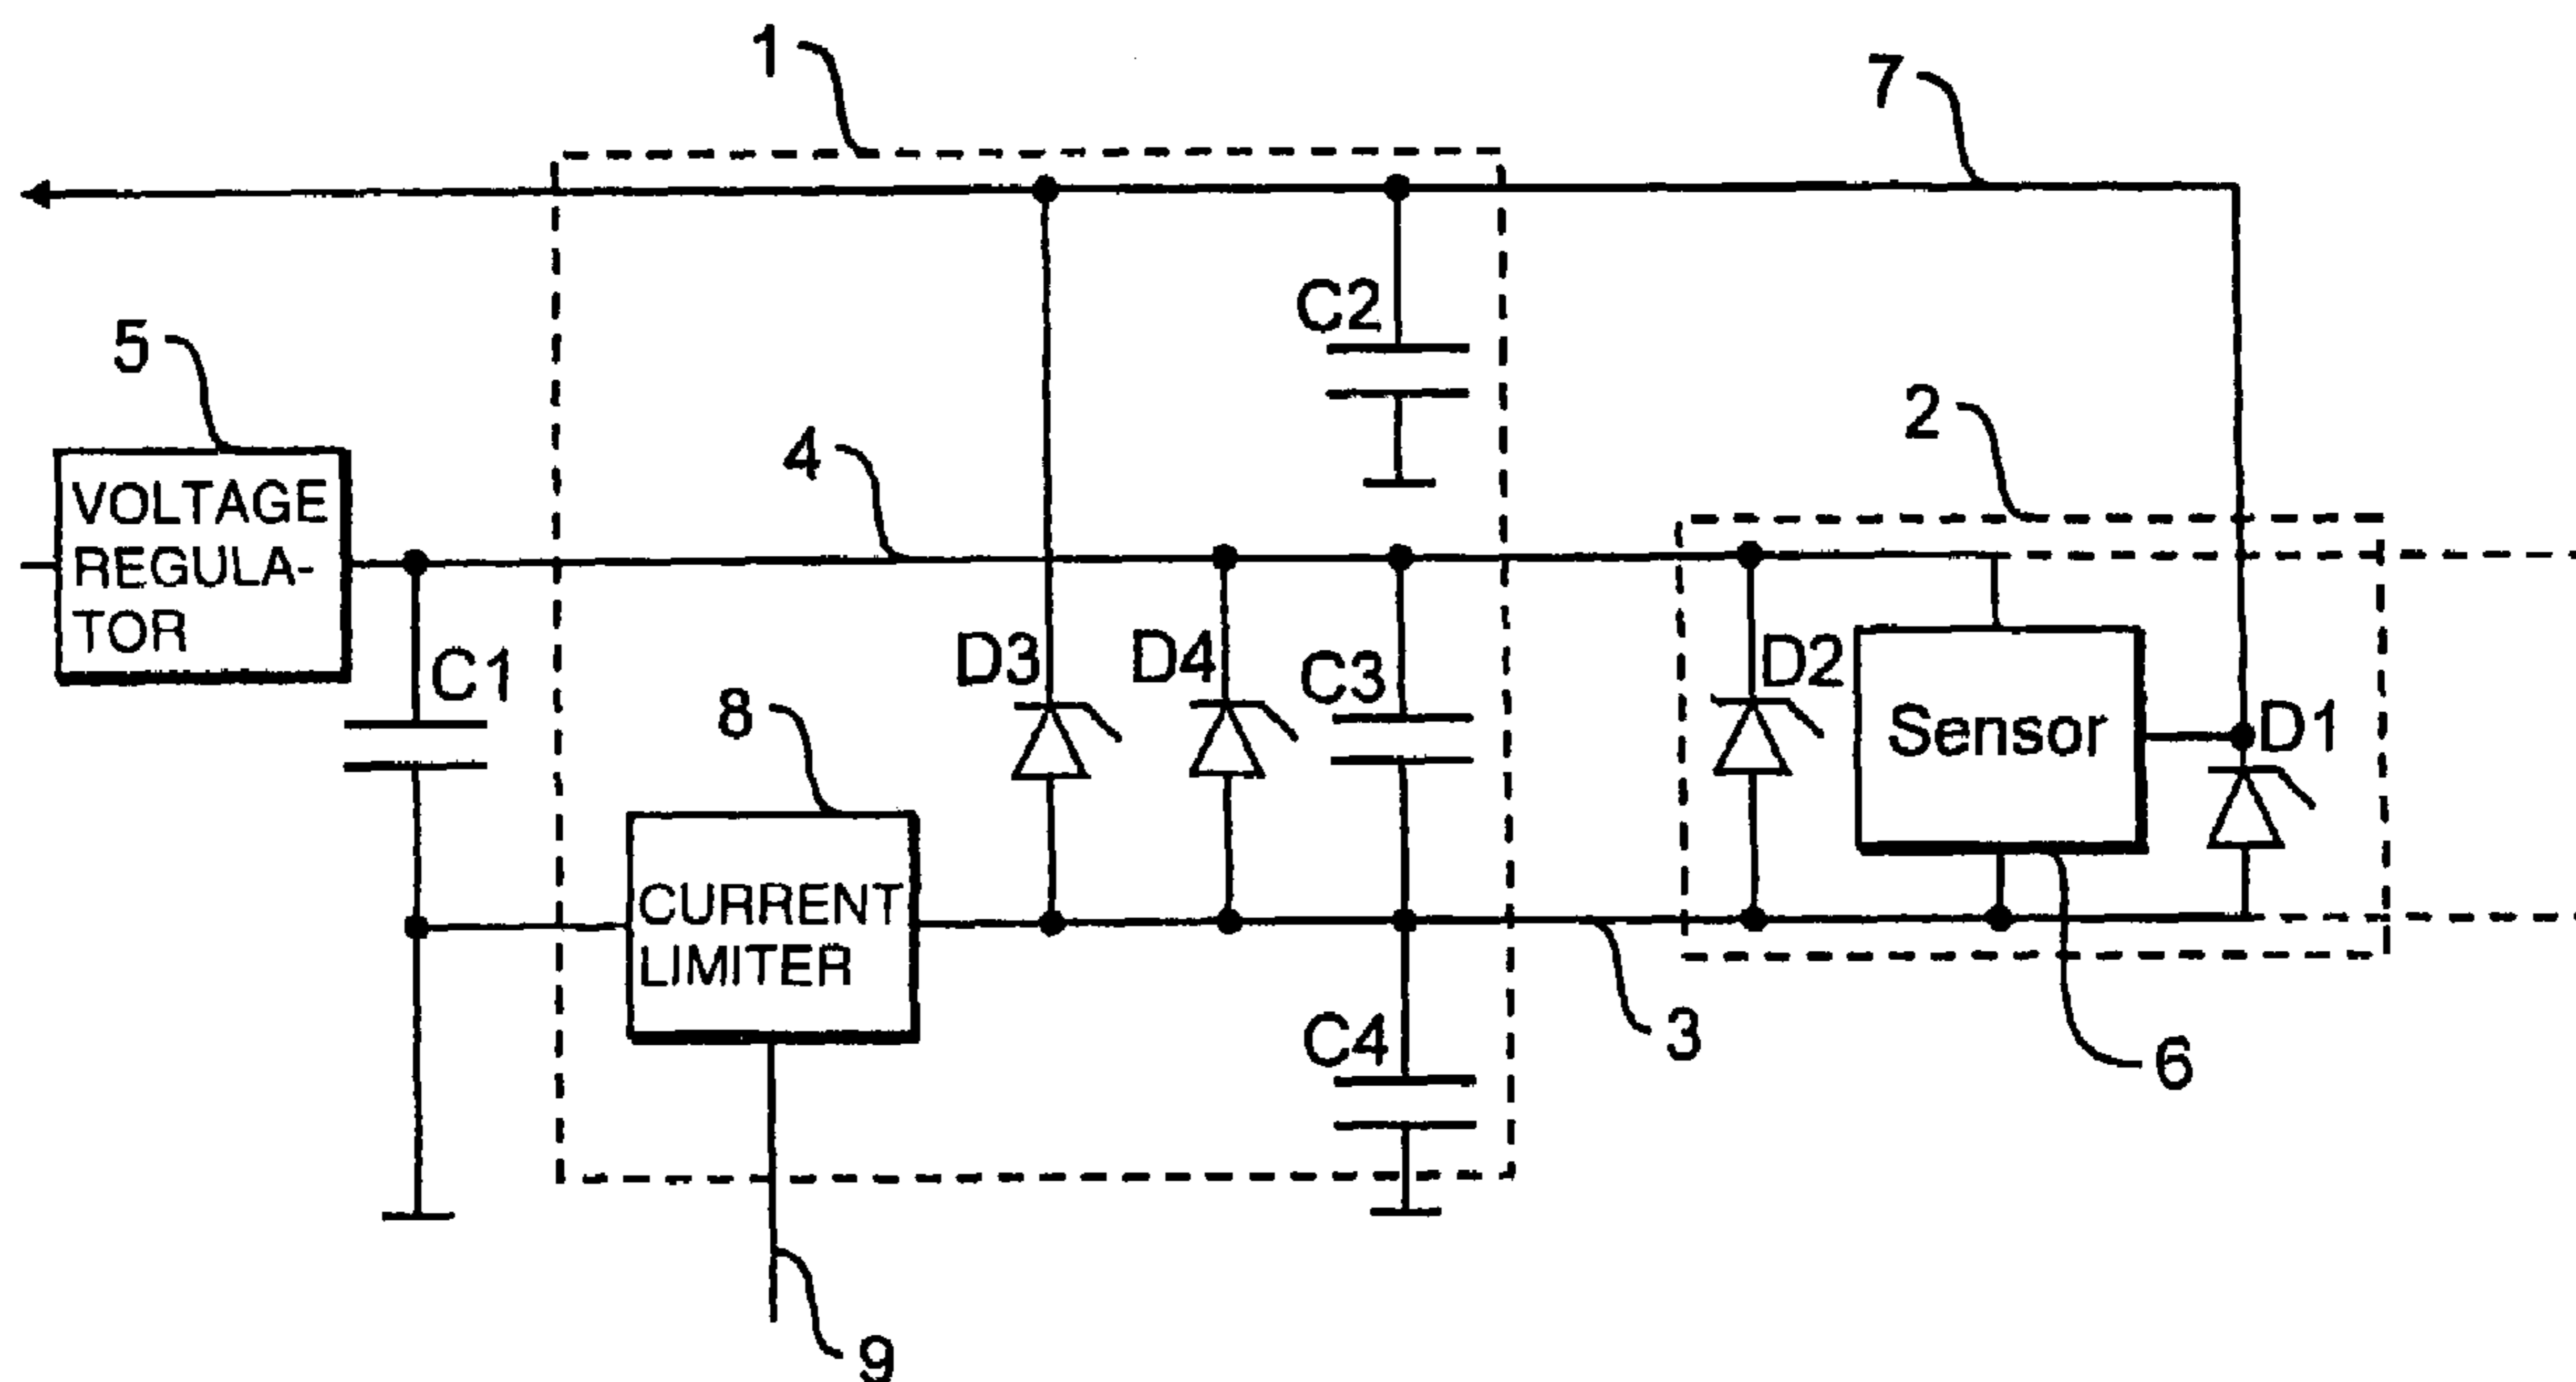 1
7
C2
5
2
4
VOLTAGE
REGULA-
TOR
C1
D3
D4
C3
D2
Sensor
D1
8
CURRENT
LIMITER
C4
3
6
9